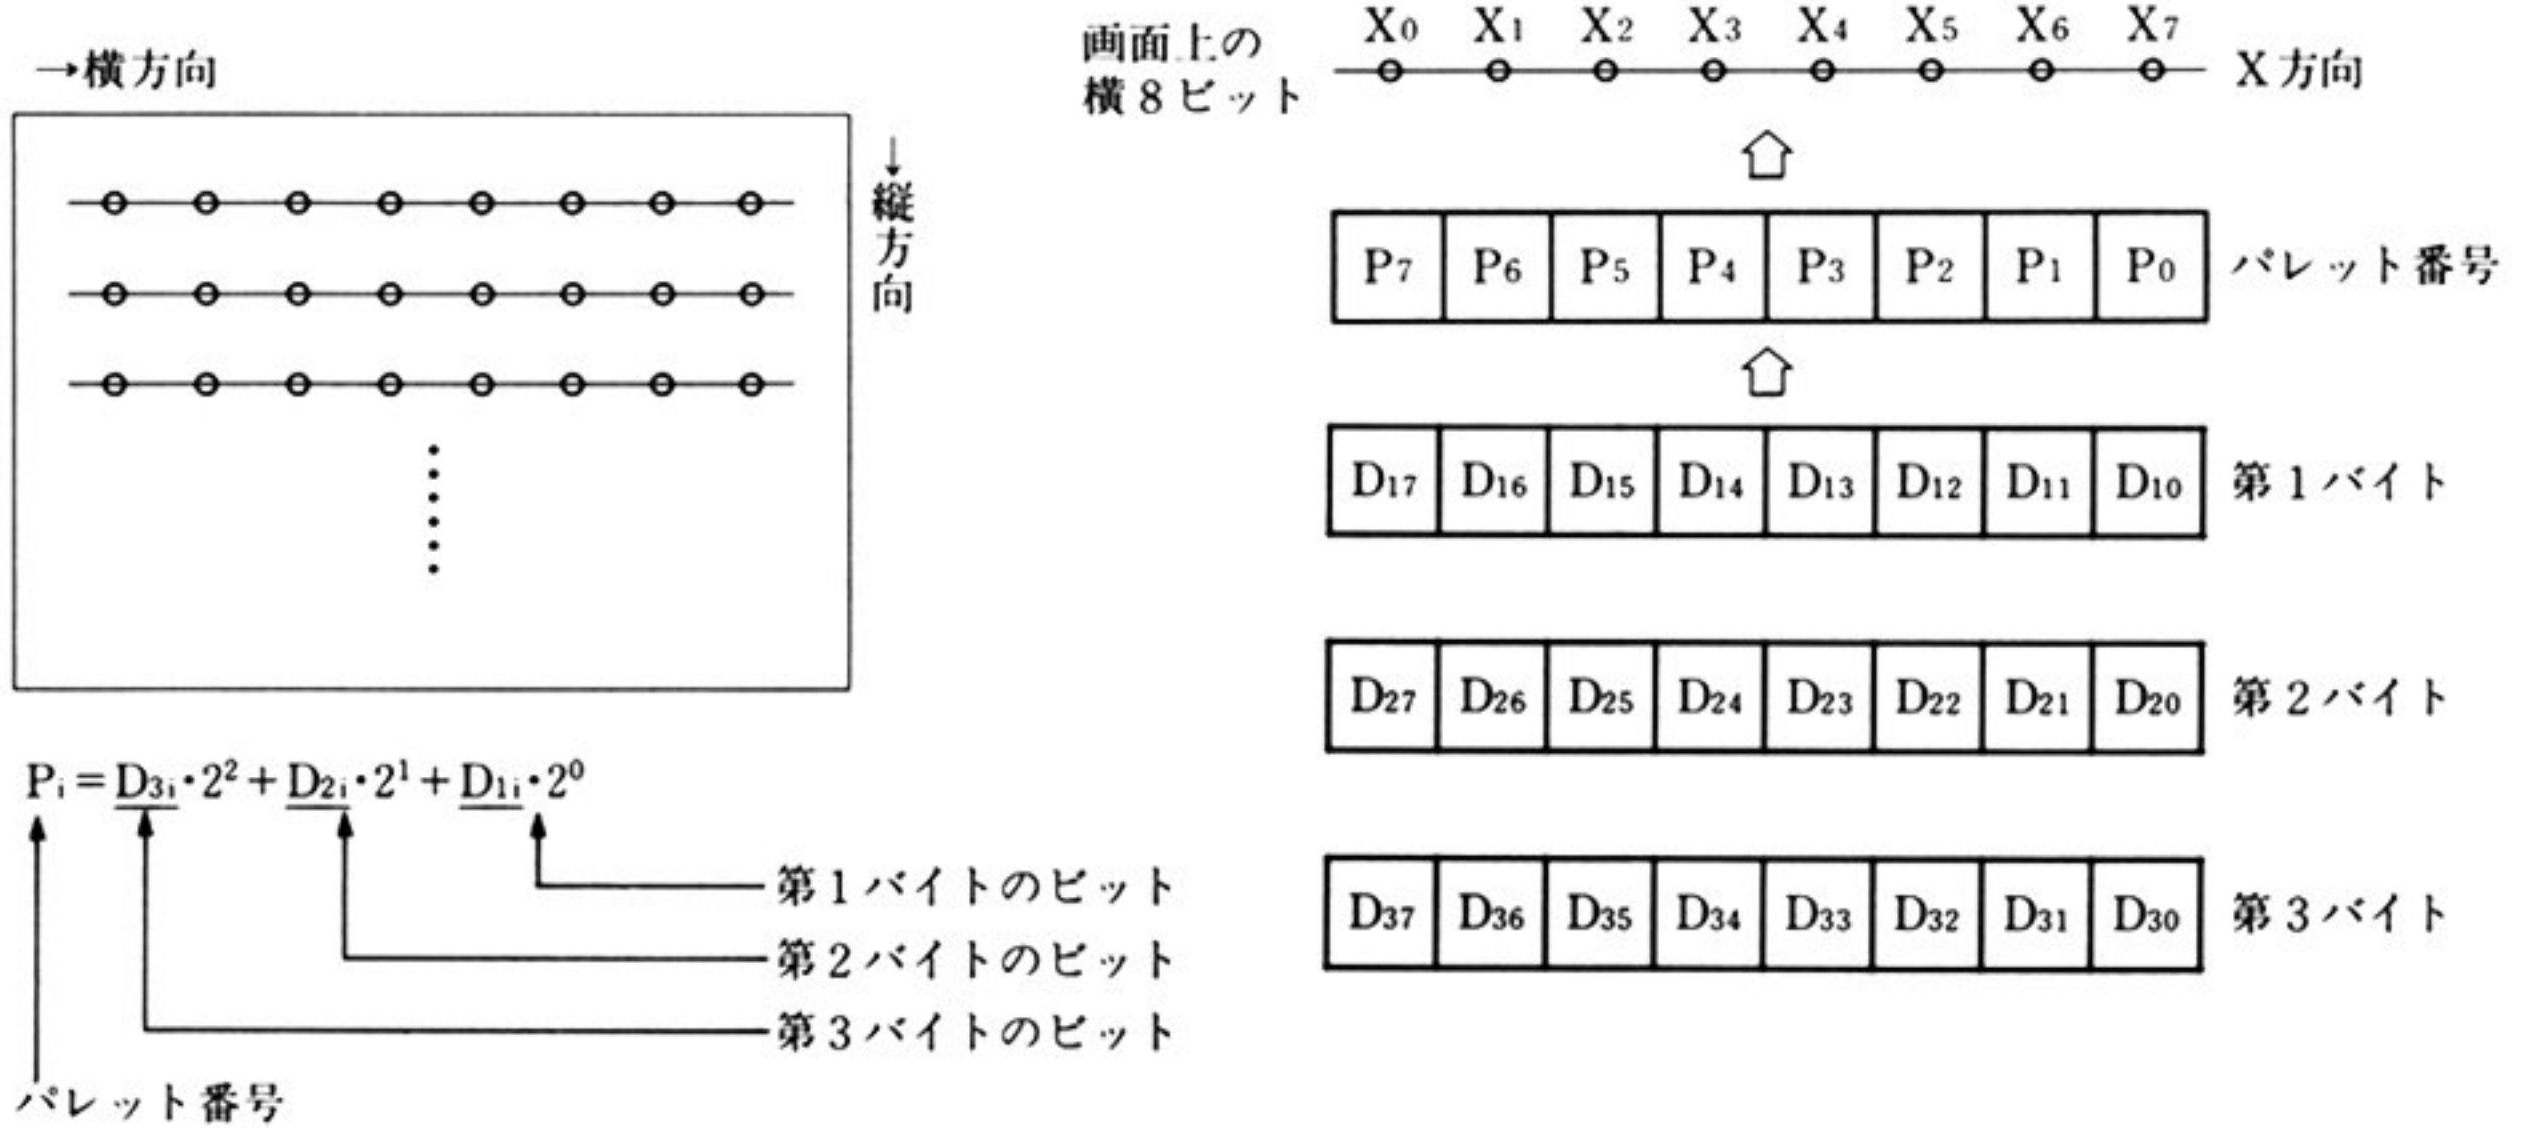 →横方向
↓縦方向
Pi=D3i・2²+D2i・2¹+D1i・2⁰
第1バイトのビット
第2バイトのビット
第3バイトのビット
パレット番号
画面上の
横8ビット
X0 X1 X2 X3 X4 X5 X6 X7
X方向
P7 P6 P5 P4 P3 P2 P1 P0 パレット番号
D17 D16 D15 D14 D13 D12 D11 D10 第1バイト
D27 D26 D25 D24 D23 D22 D21 D20 第2バイト
D37 D36 D35 D34 D33 D32 D31 D30 第3バイト